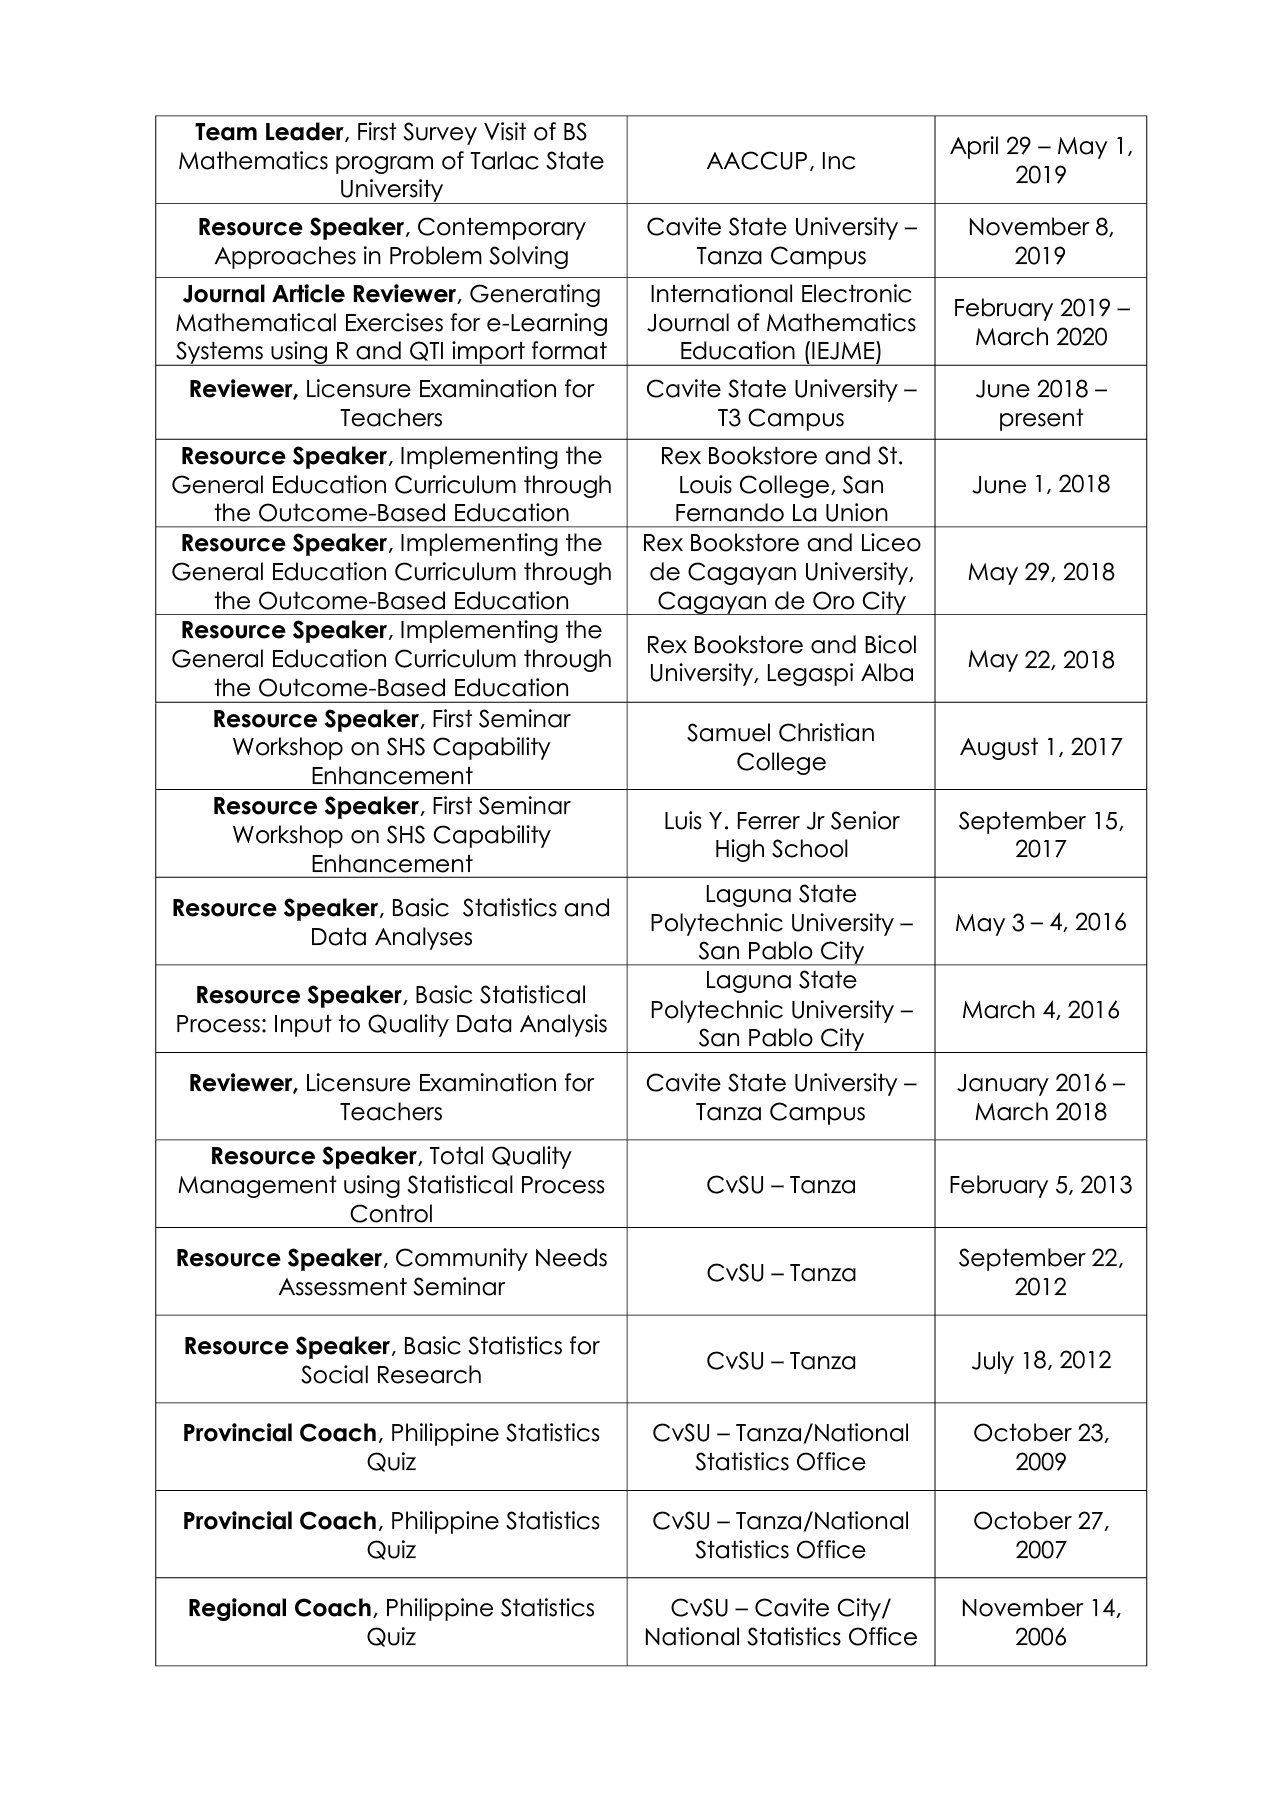 Team Leader, First Survey Visit of BS
Mathematics program of Tarlac State
University
AACCUP, Inc
April 29 – May 1,
2019
Resource Speaker, Contemporary
Approaches in Problem Solving
Cavite State University –
Tanza Campus
November 8,
2019
Journal Article Reviewer, Generating
Mathematical Exercises for e-Learning
Systems using R and QTI import format
International Electronic
Journal of Mathematics
Education (IEJME)
February 2019 –
March 2020
Reviewer, Licensure Examination for
Teachers
Cavite State University –
T3 Campus
June 2018 –
present
Resource Speaker, Implementing the
General Education Curriculum through
the Outcome-Based Education
Rex Bookstore and St.
Louis College, San
Fernando La Union
June 1, 2018
Resource Speaker, Implementing the
General Education Curriculum through
the Outcome-Based Education
Rex Bookstore and Liceo
de Cagayan University,
Cagayan de Oro City
May 29, 2018
Resource Speaker, Implementing the
General Education Curriculum through
the Outcome-Based Education
Rex Bookstore and Bicol
University, Legaspi Alba
May 22, 2018
Resource Speaker, First Seminar
Workshop on SHS Capability
Enhancement
Samuel Christian
College
August 1, 2017
Resource Speaker, First Seminar
Workshop on SHS Capability
Enhancement
Luis Y. Ferrer Jr Senior
High School
September 15,
2017
Resource Speaker, Basic  Statistics and
Data Analyses
Laguna State
Polytechnic University –
San Pablo City
May 3 – 4, 2016
Resource Speaker, Basic Statistical
Process: Input to Quality Data Analysis
Laguna State
Polytechnic University –
San Pablo City
March 4, 2016
Reviewer, Licensure Examination for
Teachers
Cavite State University –
Tanza Campus
January 2016 –
March 2018
Resource Speaker, Total Quality
Management using Statistical Process
Control
CvSU – Tanza
February 5, 2013
Resource Speaker, Community Needs
Assessment Seminar
CvSU – Tanza
September 22,
2012
Resource Speaker, Basic Statistics for
Social Research
CvSU – Tanza
July 18, 2012
Provincial Coach, Philippine Statistics
Quiz
CvSU – Tanza/National
Statistics Office
October 23,
2009
Provincial Coach, Philippine Statistics
Quiz
CvSU – Tanza/National
Statistics Office
October 27,
2007
Regional Coach, Philippine Statistics
Quiz
CvSU – Cavite City/
National Statistics Office
November 14,
2006